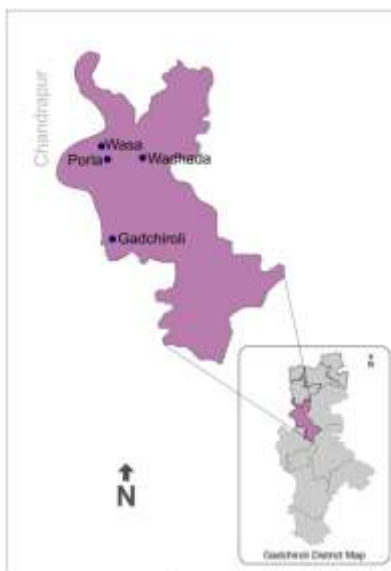 Chandrapur
Wasa
Porla
Wadheda
Gadchiroli
N
N
Gadchiroli District Map